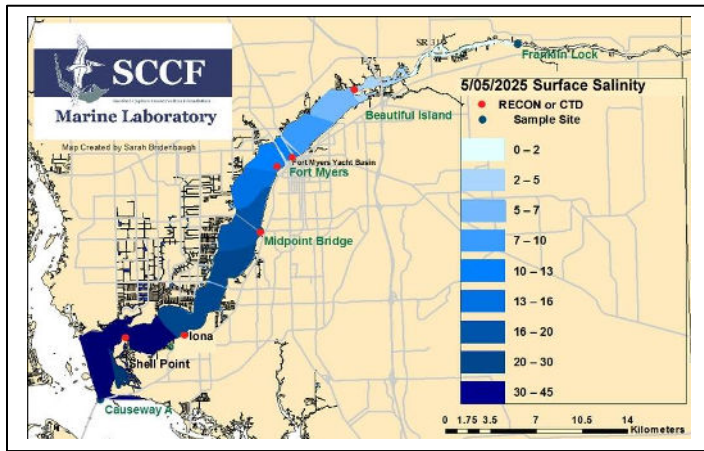 SCCF
Marine Laboratory
Map Created by Sarah Bridenbaugh
SR 31
I-75
Franklin Lock
5/05/2025 Surface Salinity
RECON or CTD
Sample Site
0 – 2
2 – 5
5 – 7
7 – 10
10 – 13
13 – 16
16 – 20
20 – 30
30 – 45
Beautiful Island
Fort Myers Yacht Basin
Fort Myers
Midpoint Bridge
Iona
Shell Point
Causeway A
0 1.75 3.5 7 10.5 14
Kilometers